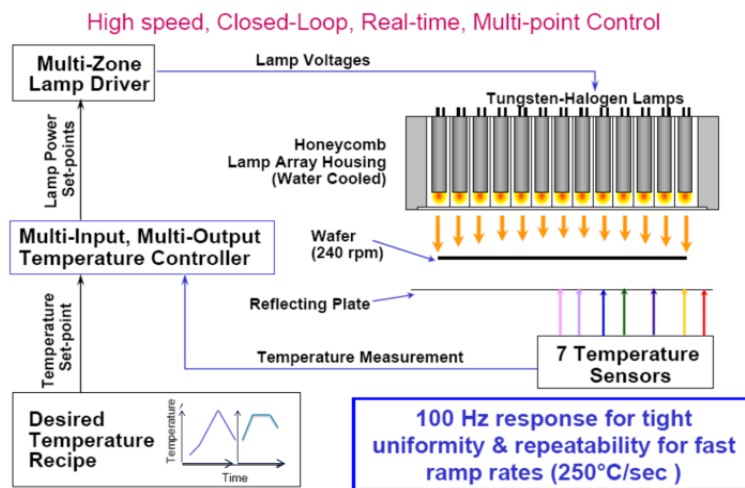 High speed, Closed-Loop, Real-time, Multi-point Control
Multi-Zone
Lamp Driver
Lamp Voltages
Tungsten-Halogen Lamps
Honeycomb
Lamp Array Housing
(Water Cooled)
Lamp Power
Set-points
Multi-Input, Multi-Output
Temperature Controller
Wafer
(240 rpm)
Reflecting Plate
Temperature
Set-point
Temperature Measurement
7 Temperature
Sensors
Desired
Temperature
Recipe
Temperature
Time
100 Hz response for tight
uniformity & repeatability for fast
ramp rates (250°C/sec )